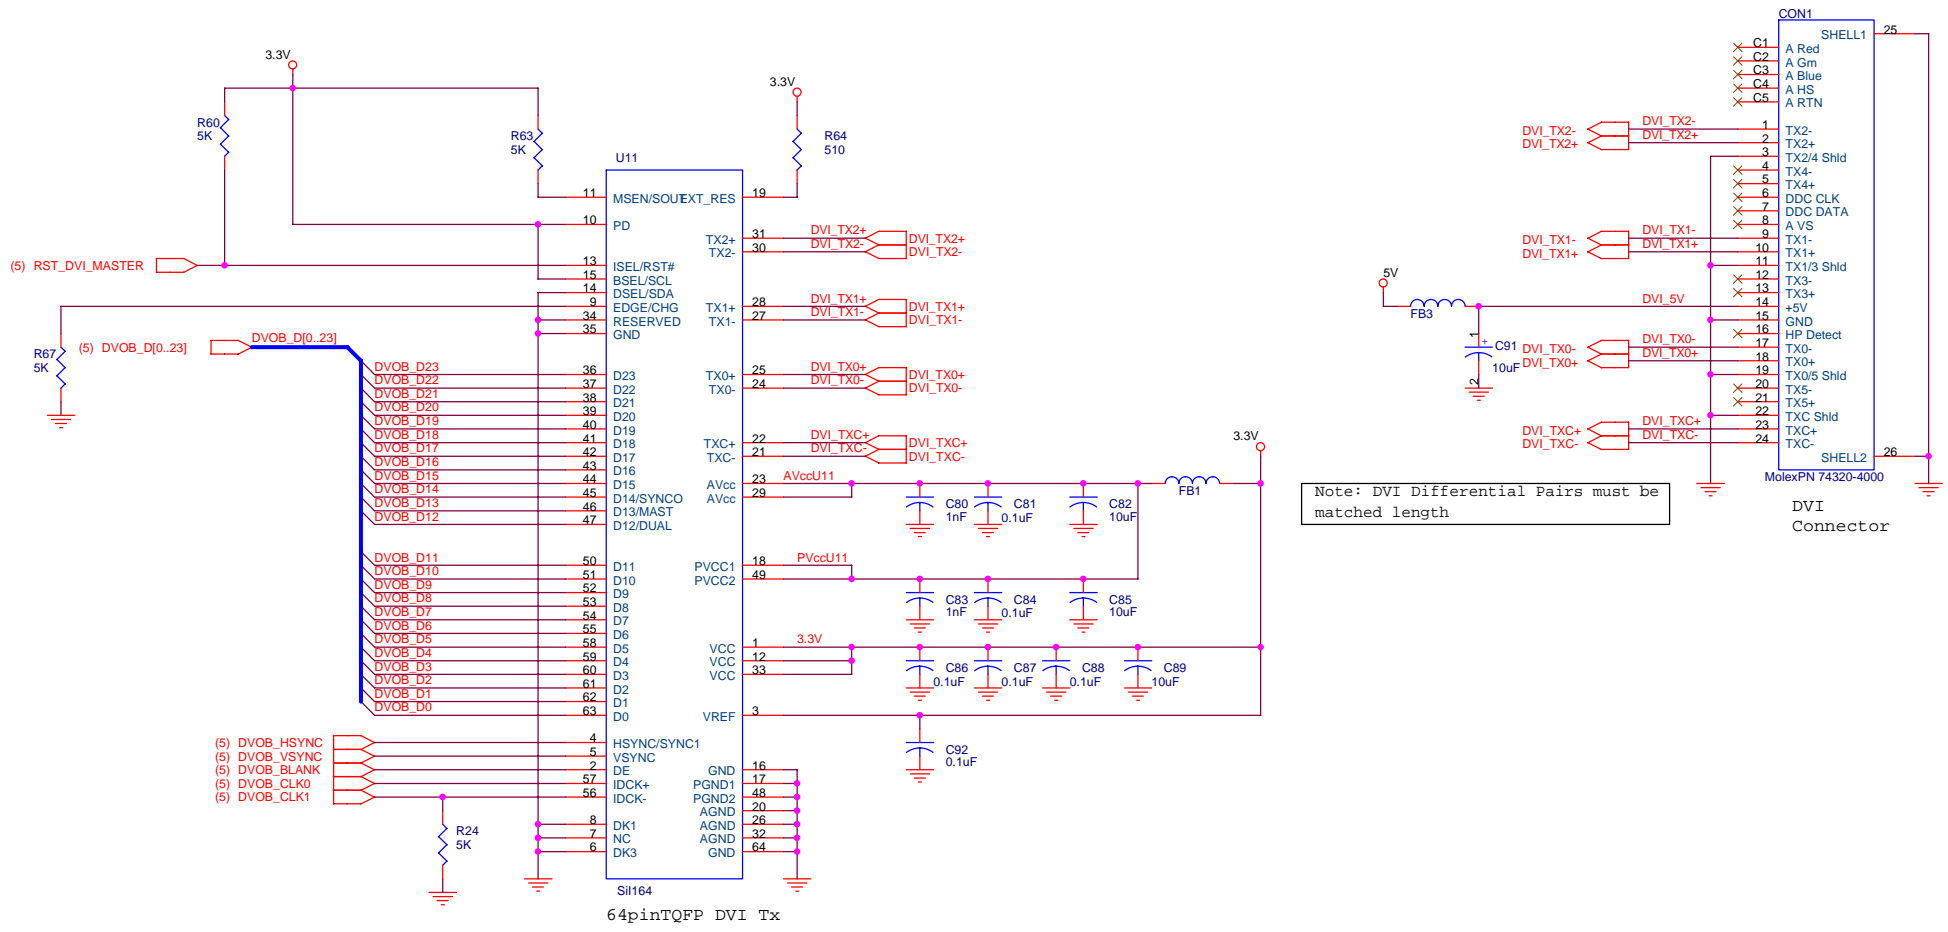 3.3V
R60
5K
R63
5K
3.3V
R64
510
(5) RST_DVI_MASTER
R67
5K
(5) DVOB_D[0..23]
DVOB_D[0..23]
DVOB_D23
DVOB_D22
DVOB_D21
DVOB_D20
DVOB_D19
DVOB_D18
DVOB_D17
DVOB_D16
DVOB_D15
DVOB_D14
DVOB_D13
DVOB_D12
DVOB_D11
DVOB_D10
DVOB_D9
DVOB_D8
DVOB_D7
DVOB_D6
DVOB_D5
DVOB_D4
DVOB_D3
DVOB_D2
DVOB_D1
DVOB_D0
(5) DVOB_HSYNC
(5) DVOB_VSYNC
(5) DVOB_BLANK
(5) DVOB_CLK0
(5) DVOB_CLK1
R24
5K
U11
11 MSEN/SOUT
10 PD
13 ISEL/RST#
15 BSEL/SCL
14 DSEL/SDA
9 EDGE/CHG
34 RESERVED
35 GND
36 D23
37 D22
38 D21
39 D20
40 D19
41 D18
42 D17
43 D16
44 D15
45 D14/SYNCO
46 D13/MAST
47 D12/DUAL
50 D11
51 D10
52 D9
53 D8
54 D7
55 D6
58 D5
59 D4
60 D3
61 D2
62 D1
63 D0
4 HSYNC/SYNC1
5 VSYNC
2 DE
57 IDCK+
56 IDCK-
8 DK1
7 NC
6 DK3
EXT_RES 19
TX2+ 31 DVI_TX2+ DVI_TX2+
TX2- 30 DVI_TX2- DVI_TX2-
TX1+ 28 DVI_TX1+ DVI_TX1+
TX1- 27 DVI_TX1- DVI_TX1-
TX0+ 25 DVI_TX0+ DVI_TX0+
TX0- 24 DVI_TX0- DVI_TX0-
TXC+ 22 DVI_TXC+ DVI_TXC+
TXC- 21 DVI_TXC- DVI_TXC-
AVcc 23 AVccU11
AVcc 29
PVCC1 18 PVccU11
PVCC2 49
VCC 1 3.3V
VCC 12
VCC 33
VREF 3
GND 16
PGND1 17
PGND2 48
AGND 20
AGND 26
AGND 32
GND 64
SiI164
64pinTQFP DVI Tx
3.3V
FB1
C80
1nF
C81
0.1uF
C82
10uF
C83
1nF
C84
0.1uF
C85
10uF
C86
0.1uF
C87
0.1uF
C88
0.1uF
C89
10uF
C92
0.1uF
5V
FB3
1
C91
10uF
2
+
DVI_5V
Note: DVI Differential Pairs must be
matched length
CON1
C1 A Red
C2 A Grn
C3 A Blue
C4 A HS
C5 A RTN
DVI_TX2- DVI_TX2- 1 TX2-
DVI_TX2+ DVI_TX2+ 2 TX2+
3 TX2/4 Shld
4 TX4-
5 TX4+
6 DDC CLK
7 DDC DATA
8 A VS
DVI_TX1- DVI_TX1- 9 TX1-
DVI_TX1+ DVI_TX1+ 10 TX1+
11 TX1/3 Shld
12 TX3-
13 TX3+
14 +5V
15 GND
16 HP Detect
DVI_TX0- DVI_TX0- 17 TX0-
DVI_TX0+ DVI_TX0+ 18 TX0+
19 TX0/5 Shld
20 TX5-
21 TX5+
22 TXC Shld
DVI_TXC+ DVI_TXC+ 23 TXC+
DVI_TXC- DVI_TXC- 24 TXC-
SHELL1 25
SHELL2 26
MolexPN 74320-4000
DVI
Connector